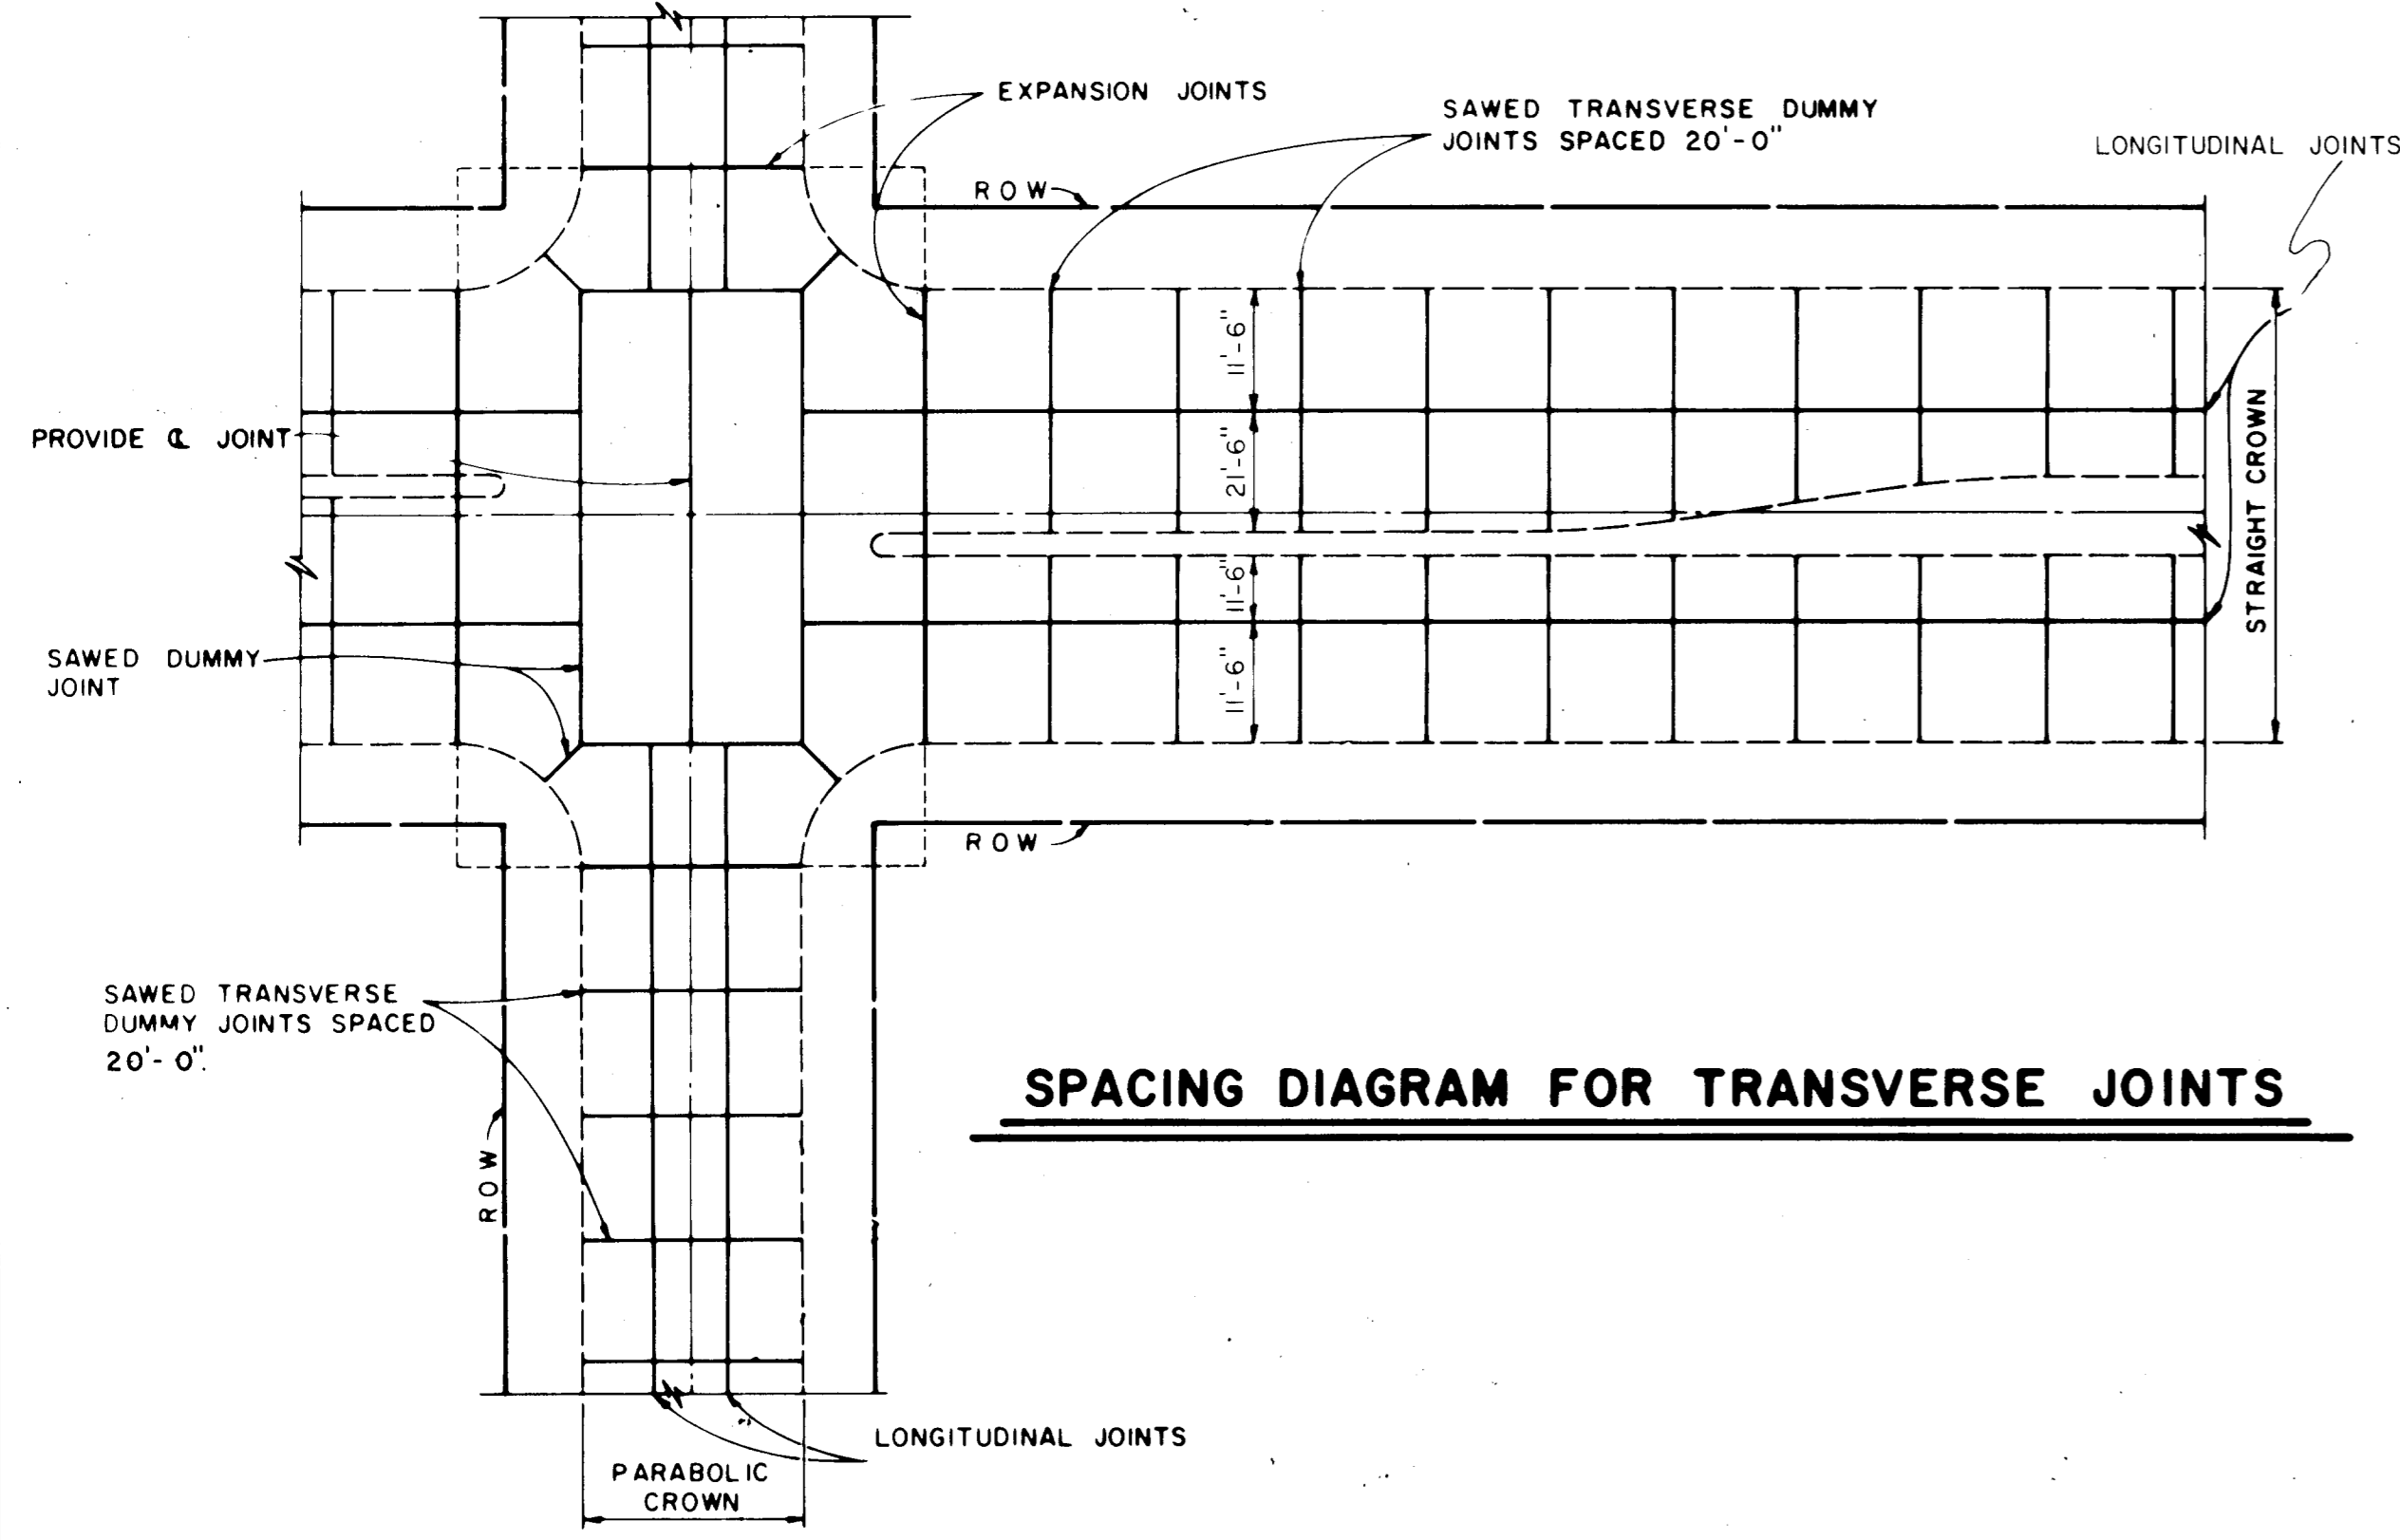 EXPANSION JOINTS
SAWED TRANSVERSE DUMMY
JOINTS SPACED 20'-0"
LONGITUDINAL JOINTS
ROW
11'-6"
21'-6"
11'-6"
11'-6"
STRAIGHT CROWN
PROVIDE ℄ JOINT
SAWED DUMMY
JOINT
ROW
SAWED TRANSVERSE
DUMMY JOINTS SPACED
20'-0".
ROW
SPACING DIAGRAM FOR TRANSVERSE JOINTS
LONGITUDINAL JOINTS
PARABOLIC
CROWN